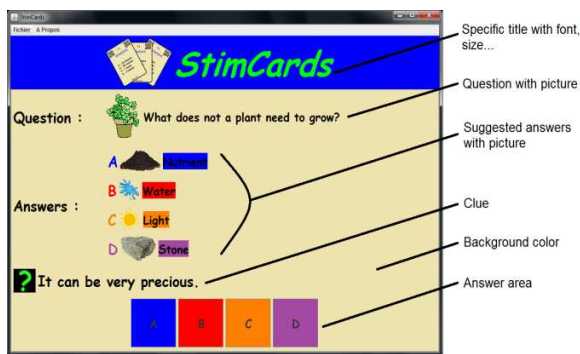 StimCards
Fichier A Propos
StimCards
Question :
What does not a plant need to grow?
Answers :
A Nutrient
B Water
C Light
D Stone
? It can be very precious.
A B C D
Specific title with font,
size...
Question with picture
Suggested answers
with picture
Clue
Background color
Answer area